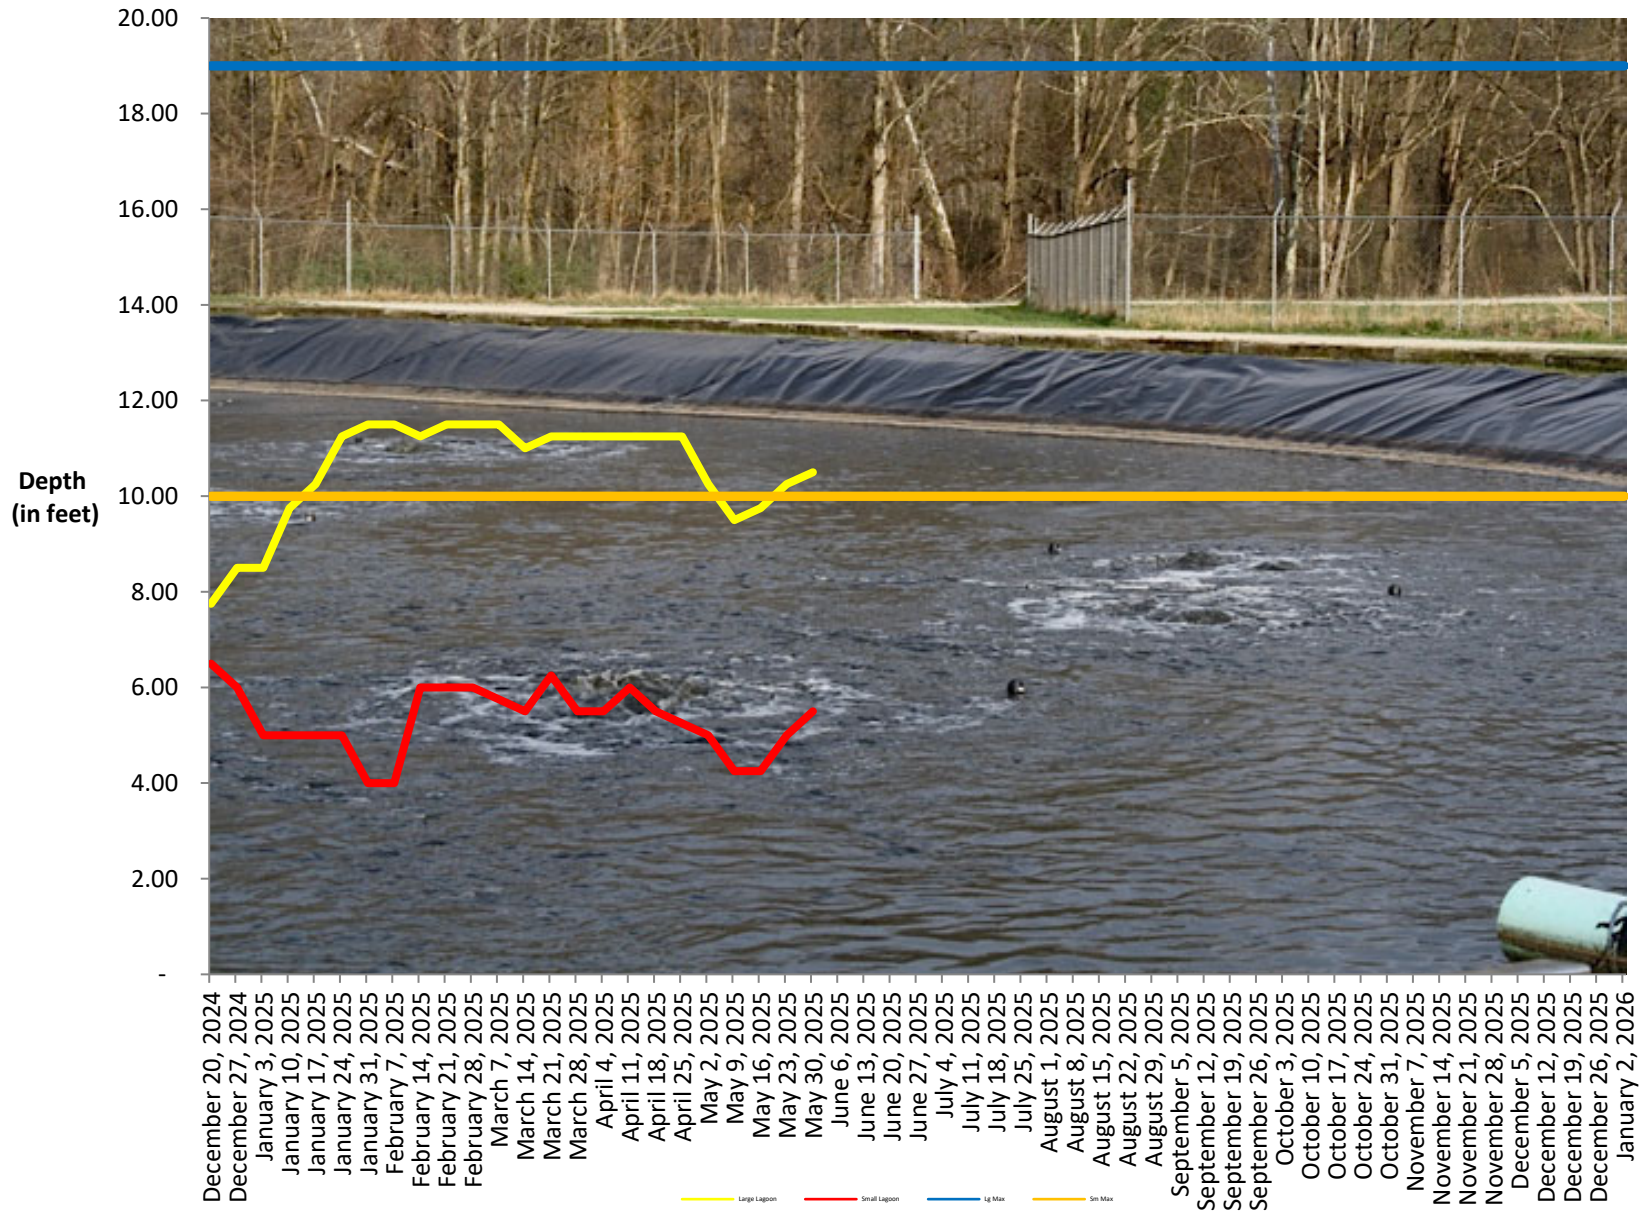 20.00
18.00
16.00
14.00
12.00
10.00
8.00
6.00
4.00
2.00
-
Depth
(in feet)
December 20, 2024
December 27, 2024
January 3, 2025
January 10, 2025
January 17, 2025
January 24, 2025
January 31, 2025
February 7, 2025
February 14, 2025
February 21, 2025
February 28, 2025
March 7, 2025
March 14, 2025
March 21, 2025
March 28, 2025
April 4, 2025
April 11, 2025
April 18, 2025
April 25, 2025
May 2, 2025
May 9, 2025
May 16, 2025
May 23, 2025
May 30, 2025
June 6, 2025
June 13, 2025
June 20, 2025
June 27, 2025
July 4, 2025
July 11, 2025
July 18, 2025
July 25, 2025
August 1, 2025
August 8, 2025
August 15, 2025
August 22, 2025
August 29, 2025
September 5, 2025
September 12, 2025
September 19, 2025
September 26, 2025
October 3, 2025
October 10, 2025
October 17, 2025
October 24, 2025
October 31, 2025
November 7, 2025
November 14, 2025
November 21, 2025
November 28, 2025
December 5, 2025
December 12, 2025
December 19, 2025
December 26, 2025
January 2, 2026
Large Lagoon
Small Lagoon
Lg Max
Sm Max